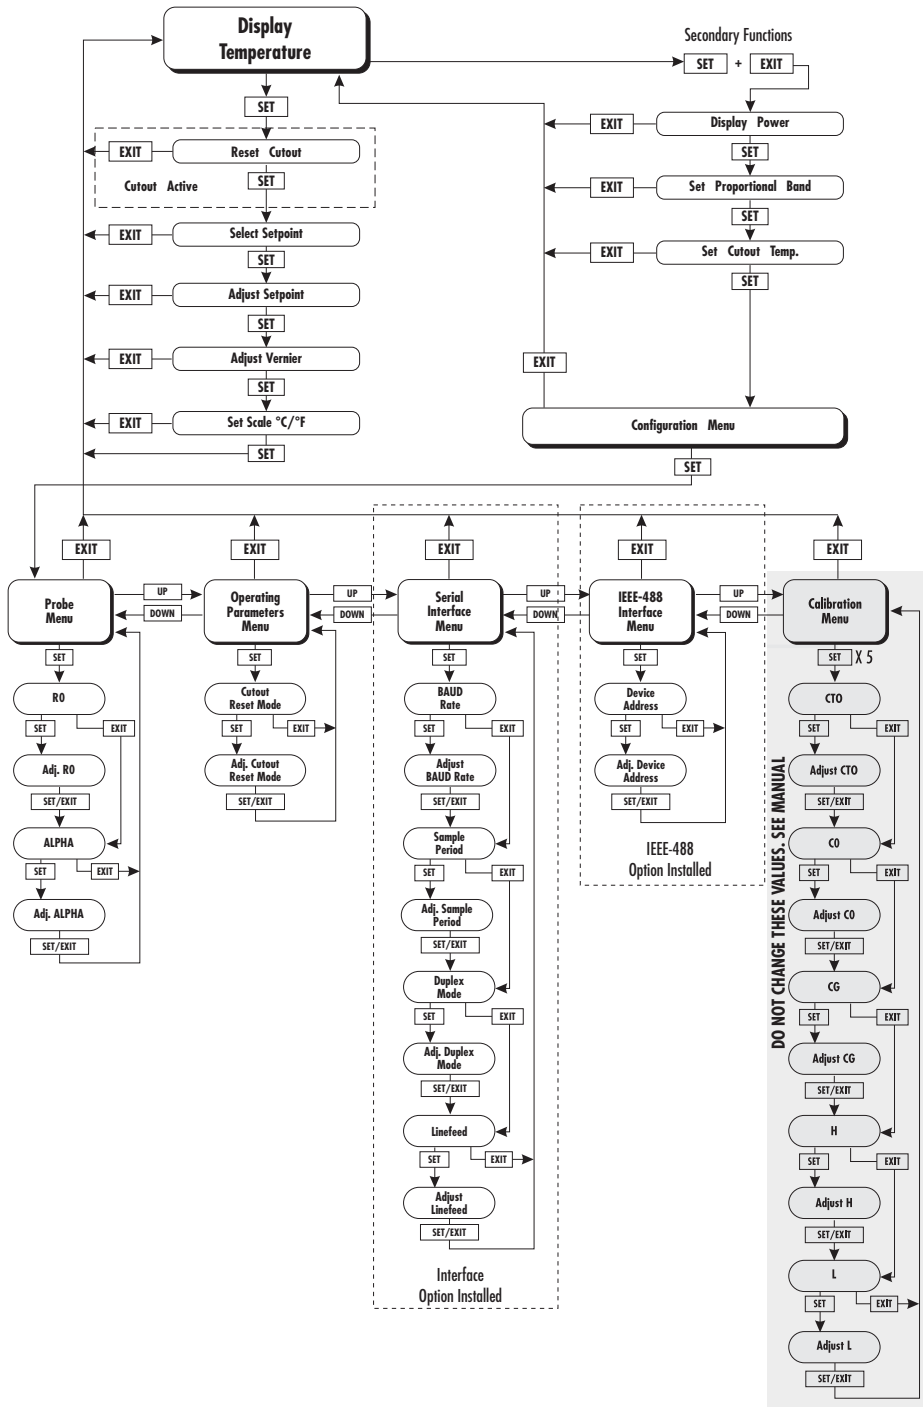 Display
Temperature
Secondary Functions
SET + EXIT
SET
EXIT Display Power
EXIT Reset Cutout
SET
Cutout Active SET
EXIT Set Proportional Band
SET
EXIT Select Setpoint
EXIT Set Cutout Temp.
SET
SET
EXIT Adjust Setpoint
SET
EXIT Adjust Vernier
EXIT
SET
EXIT Set Scale °C/°F
Configuration Menu
SET
SET
EXIT EXIT EXIT EXIT EXIT
Probe
Menu
UP
DOWN
Operating
Parameters
Menu
UP
DOWN
Serial
Interface
Menu
UP
DOWN
IEEE-488
Interface
Menu
UP
DOWN
Calibration
Menu
SET
R0
SET EXIT
Adj. R0
SET/EXIT
ALPHA
SET EXIT
Adj. ALPHA
SET/EXIT
SET
Cutout
Reset Mode
SET EXIT
Adj. Cutout
Reset Mode
SET/EXIT
SET
BAUD
Rate
SET EXIT
Adjust
BAUD Rate
SET/EXIT
Sample
Period
SET EXIT
Adj. Sample
Period
SET/EXIT
Duplex
Mode
SET EXIT
Adj. Duplex
Mode
SET/EXIT
Linefeed
SET EXIT
Adjust
Linefeed
SET/EXIT
Interface
Option Installed
SET
Device
Address
SET EXIT
Adj. Device
Address
SET/EXIT
IEEE-488
Option Installed
DO NOT CHANGE THESE VALUES. SEE MANUAL
SET X 5
CTO
SET EXIT
Adjust CTO
SET/EXIT
C0
SET EXIT
Adjust C0
SET/EXIT
CG
SET EXIT
Adjust CG
SET/EXIT
H
SET EXIT
Adjust H
SET/EXIT
L
SET EXIT
Adjust L
SET/EXIT